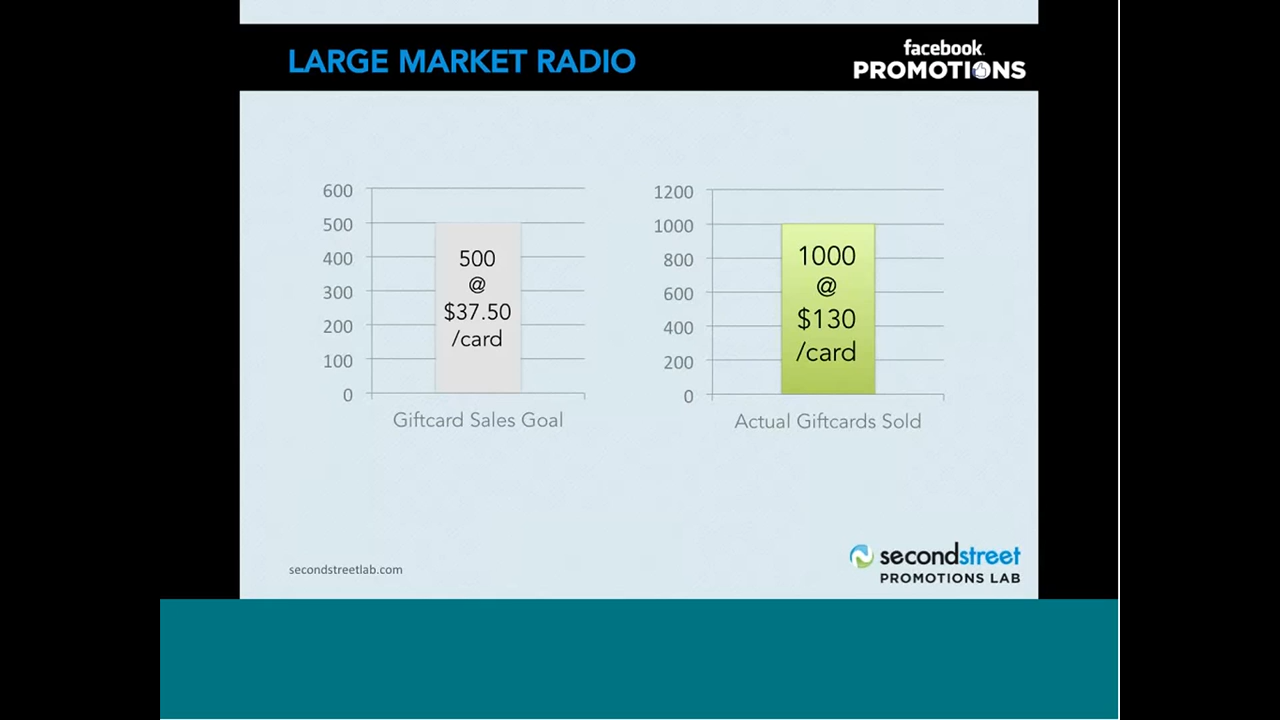 LARGE MARKET RADIO
facebook
PROMOTIONS
600
500
400
300
200
100
0
500
@
$37.50
/card
Giftcard Sales Goal
1200
1000
800
600
400
200
0
1000
@
$130
/card
Actual Giftcards Sold
secondstreetlab.com
secondstreet
PROMOTIONS LAB